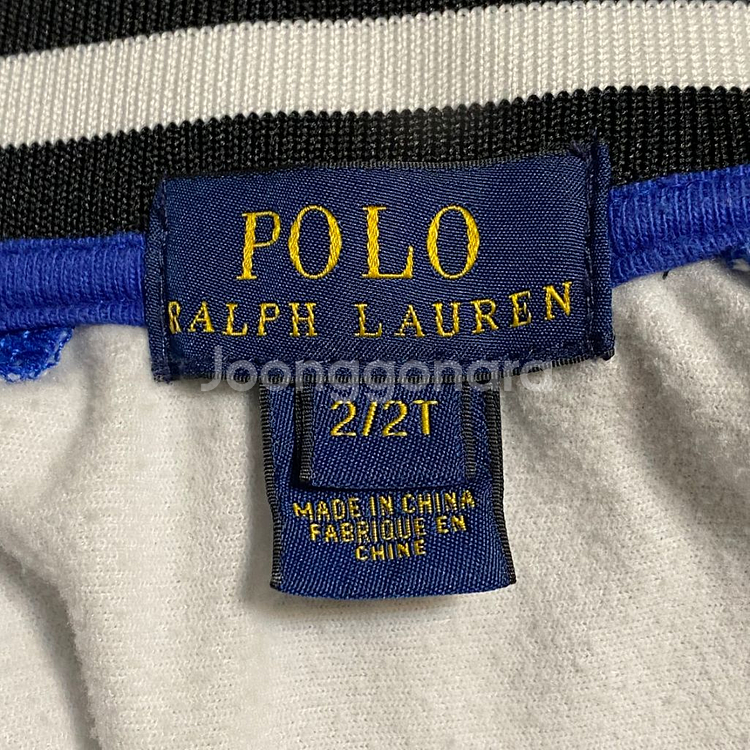 POLO
RALPH LAUREN
Joonggonara
2/2T
MADE IN CHINA
FABRIQUE EN
CHINE